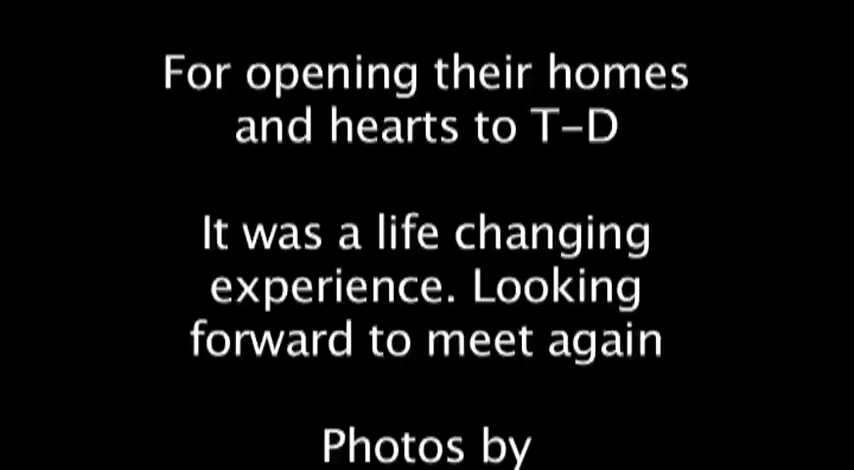 For opening their homes
and hearts to T-D
It was a life changing
experience. Looking
forward to meet again
Photos by